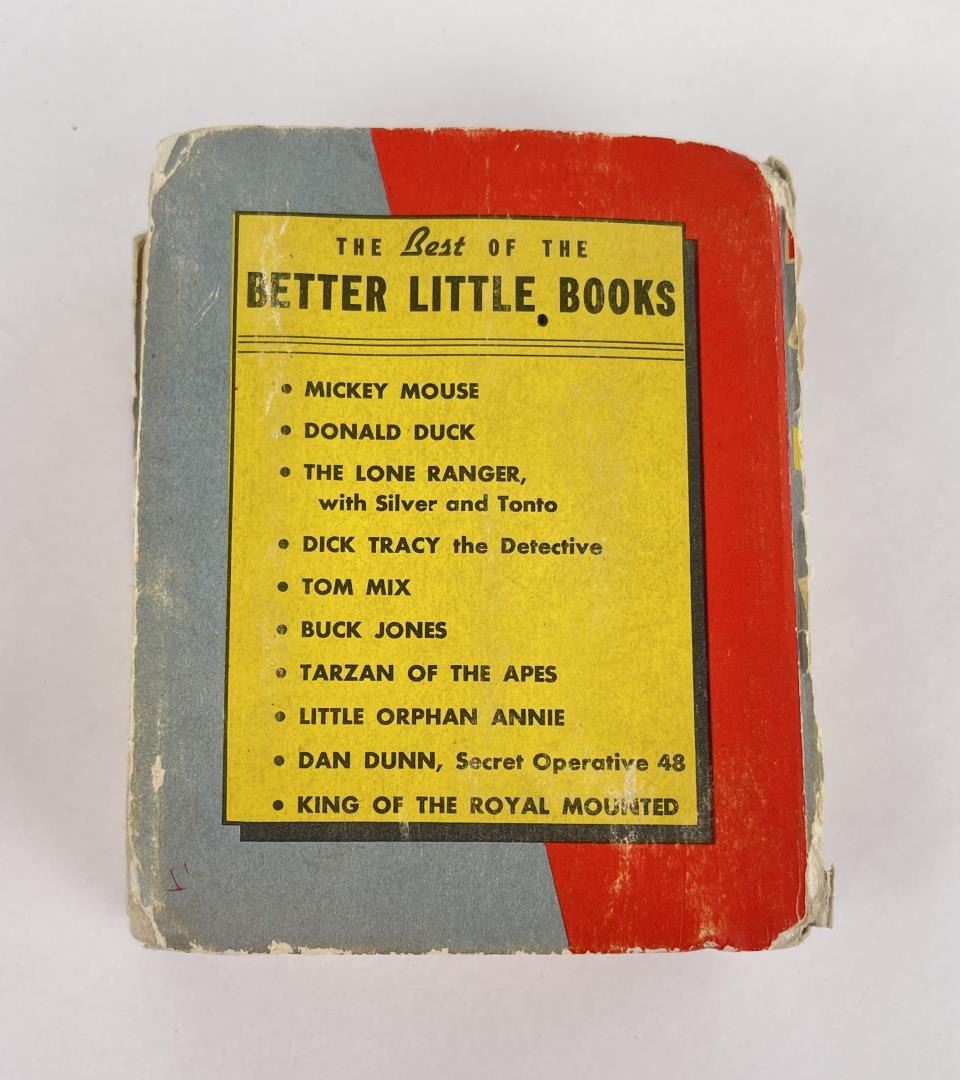 THE Best OF THE
BETTER LITTLE BOOKS
• MICKEY MOUSE
• DONALD DUCK
• THE LONE RANGER,
with Silver and Tonto
• DICK TRACY the Detective
• TOM MIX
• BUCK JONES
• TARZAN OF THE APES
• LITTLE ORPHAN ANNIE
• DAN DUNN, Secret Operative 48
• KING OF THE ROYAL MOUNTED